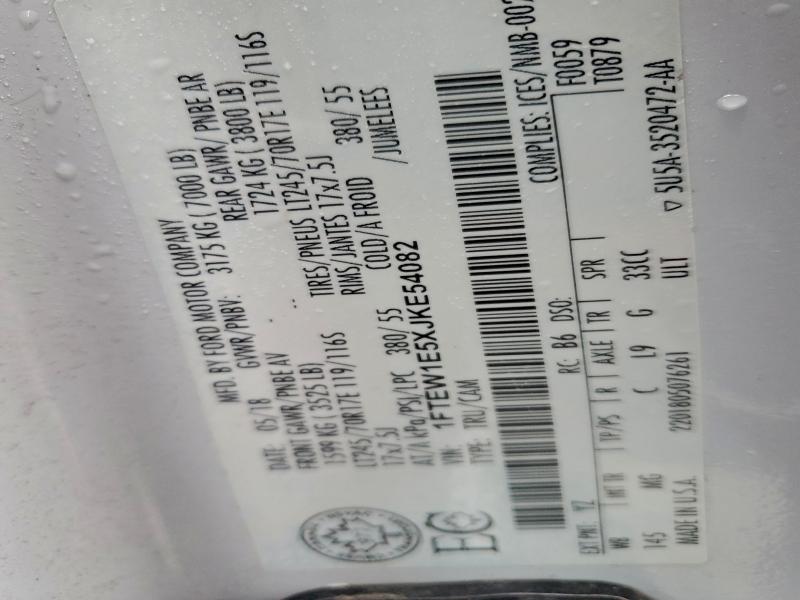 MFD. BY FORD MOTOR COMPANY
DATE: 05/18 GVWR/PNBV: 3175 KG ( 7000 LB)
FRONT GAWR/PNBE AV REAR GAWR/ PNBE AR
1599 KG ( 3525 LB) 1724 KG ( 3800 LB)
LT245/70R17E 119/116S TIRES/PNEUS LT245/70R17E 119/116S
17x7.5J RIMS/JANTES 17x7.5J
AT/A kPa/PSI/LPC 380/ 55 COLD/A FROID 380/ 55
VIN: 1FTEW1E5XJKE54082 / JUMELEES
TYPE: TRL/CAM
COMPLIES: ICES/NMB-002
F0059
RC: B6 DSO: T0879
EXT PNT: YZ
WB INT TR TP/PS R AXLE TR SPR
145 MG C L9 G 33CC
MADE IN U.S.A. 220180507626I ULT ▽ 5U5A-3520472-AA
EC